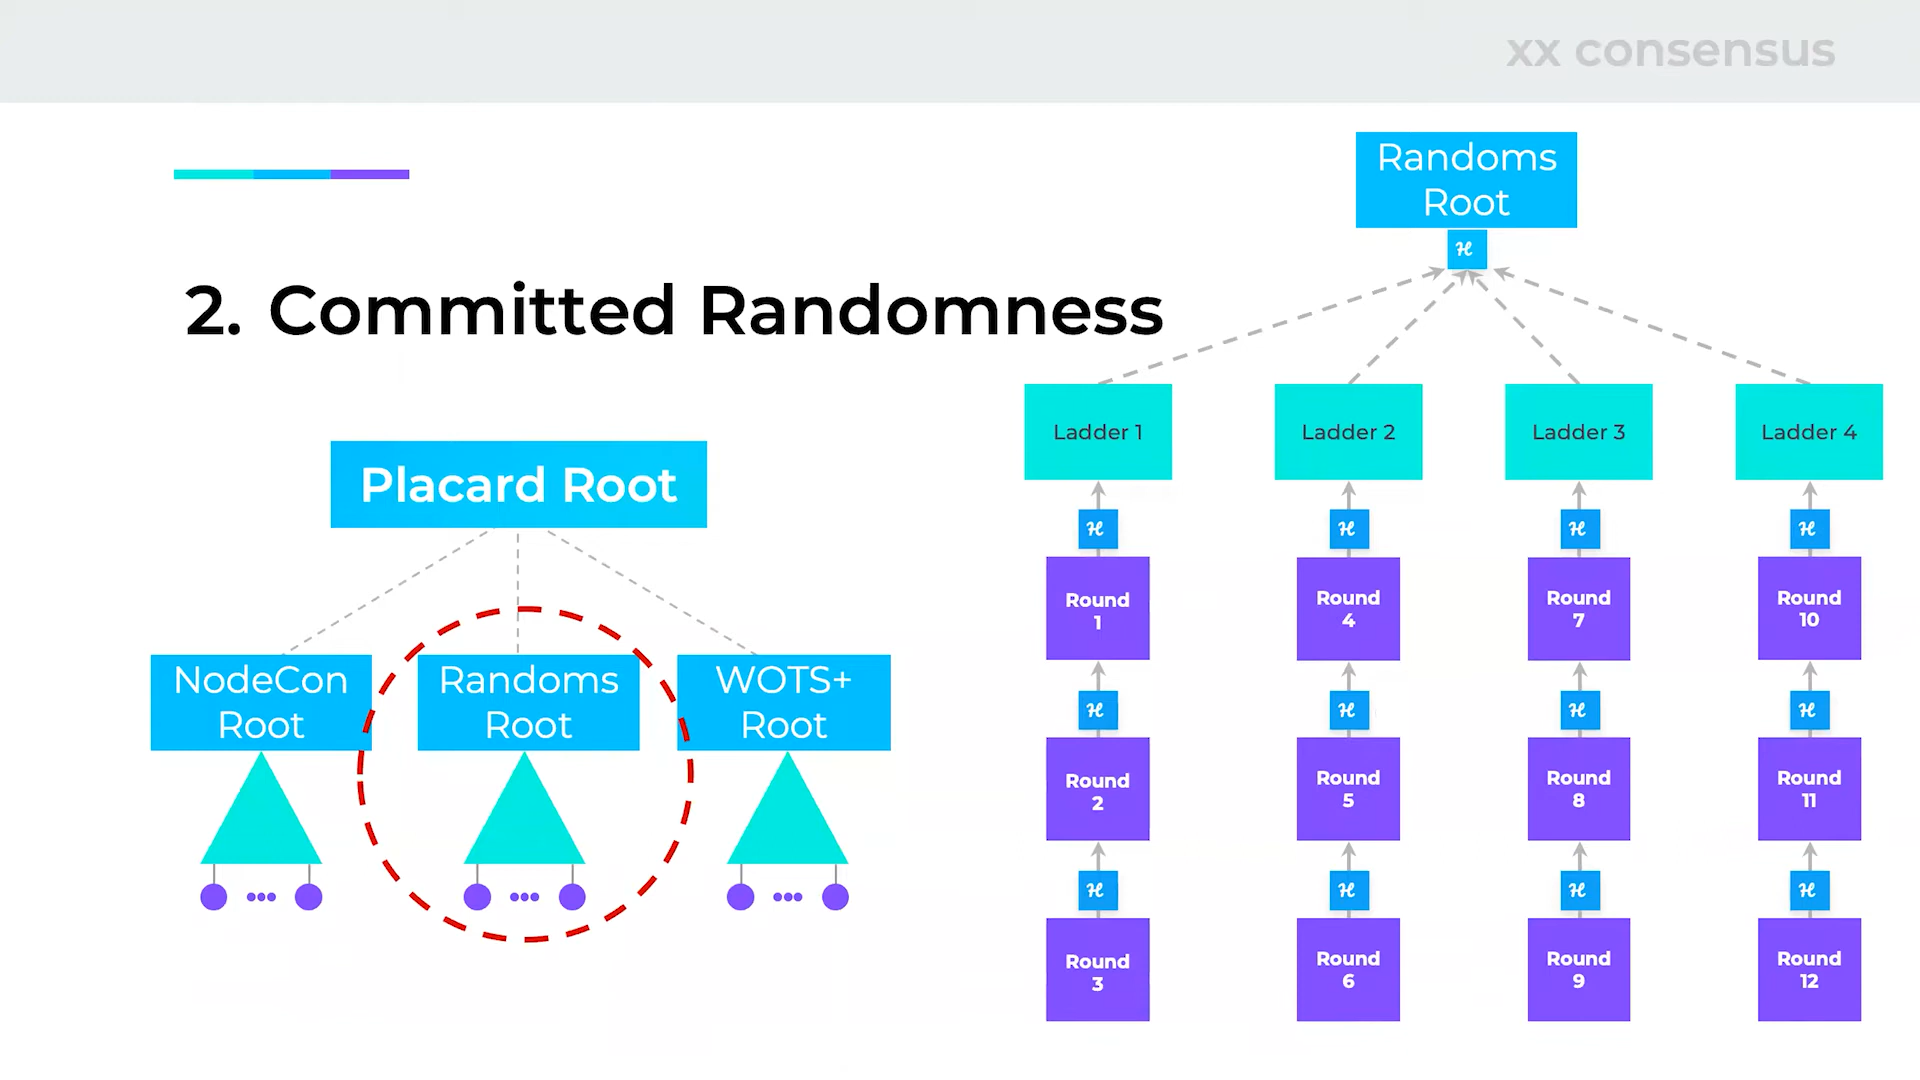 xx consensus
2. Committed Randomness
Placard Root
NodeCon
Root
Randoms
Root
WOTS+
Root
Randoms
Root
H
Ladder 1
Ladder 2
Ladder 3
Ladder 4
H
H
H
H
Round
1
Round
4
Round
7
Round
10
H
H
H
H
Round
2
Round
5
Round
8
Round
11
H
H
H
H
Round
3
Round
6
Round
9
Round
12